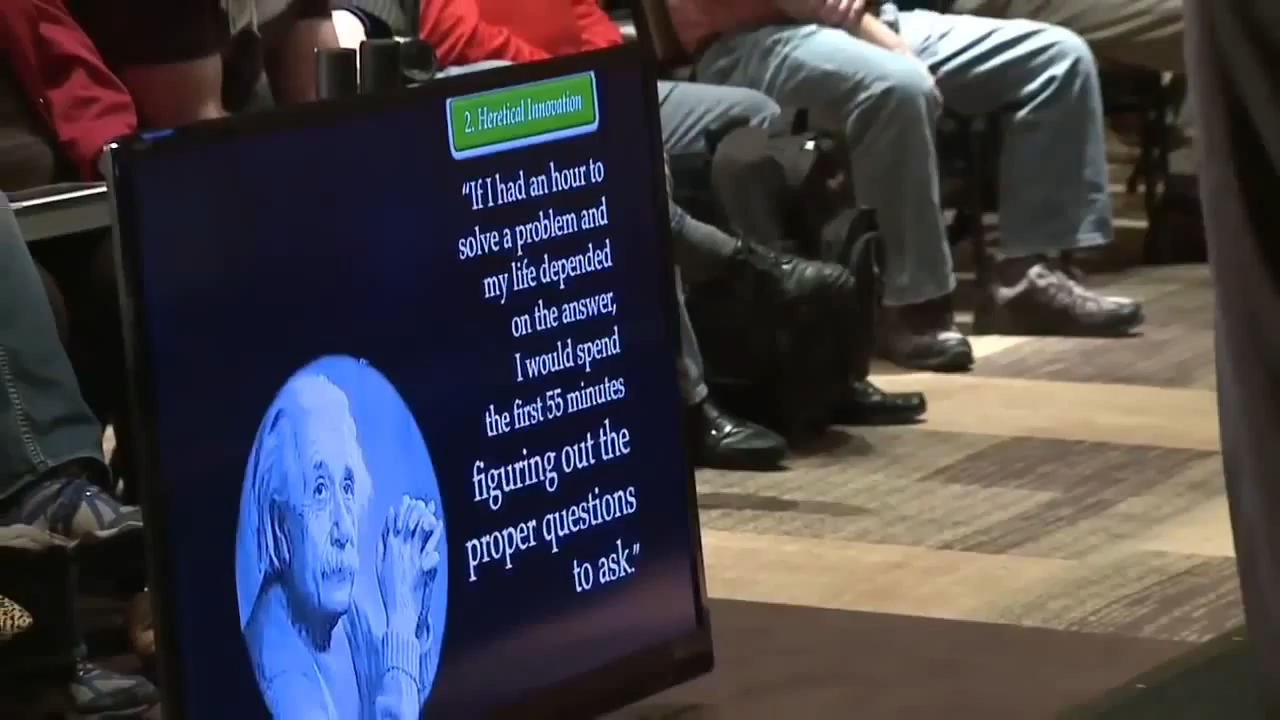 2. Heretical Innovation
“If I had an hour to
solve a problem and
my life depended
on the answer,
I would spend
the first 55 minutes
figuring out the
proper questions
to ask.”